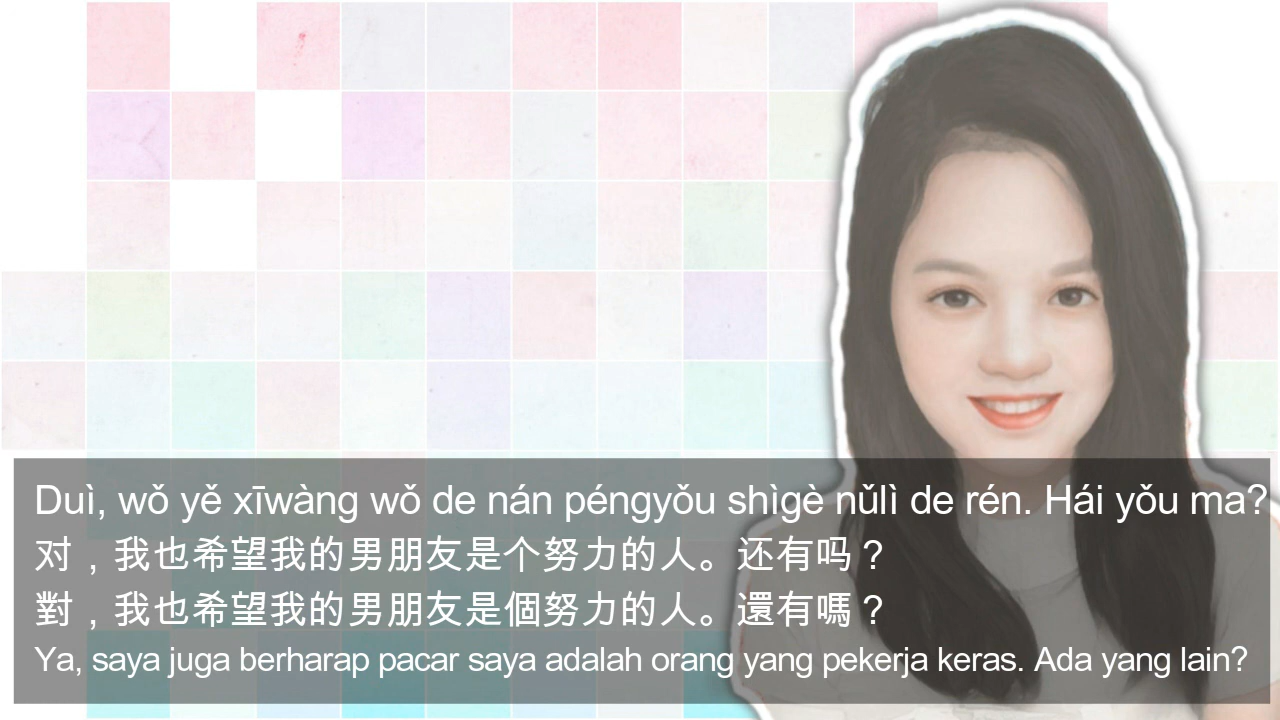 Duì, wǒ yě xīwàng wǒ de nán péngyǒu shìgè nǔlì de rén. Hái yǒu ma?
对，我也希望我的男朋友是个努力的人。还有吗？
對，我也希望我的男朋友是個努力的人。還有嗎？
Ya, saya juga berharap pacar saya adalah orang yang pekerja keras. Ada yang lain?